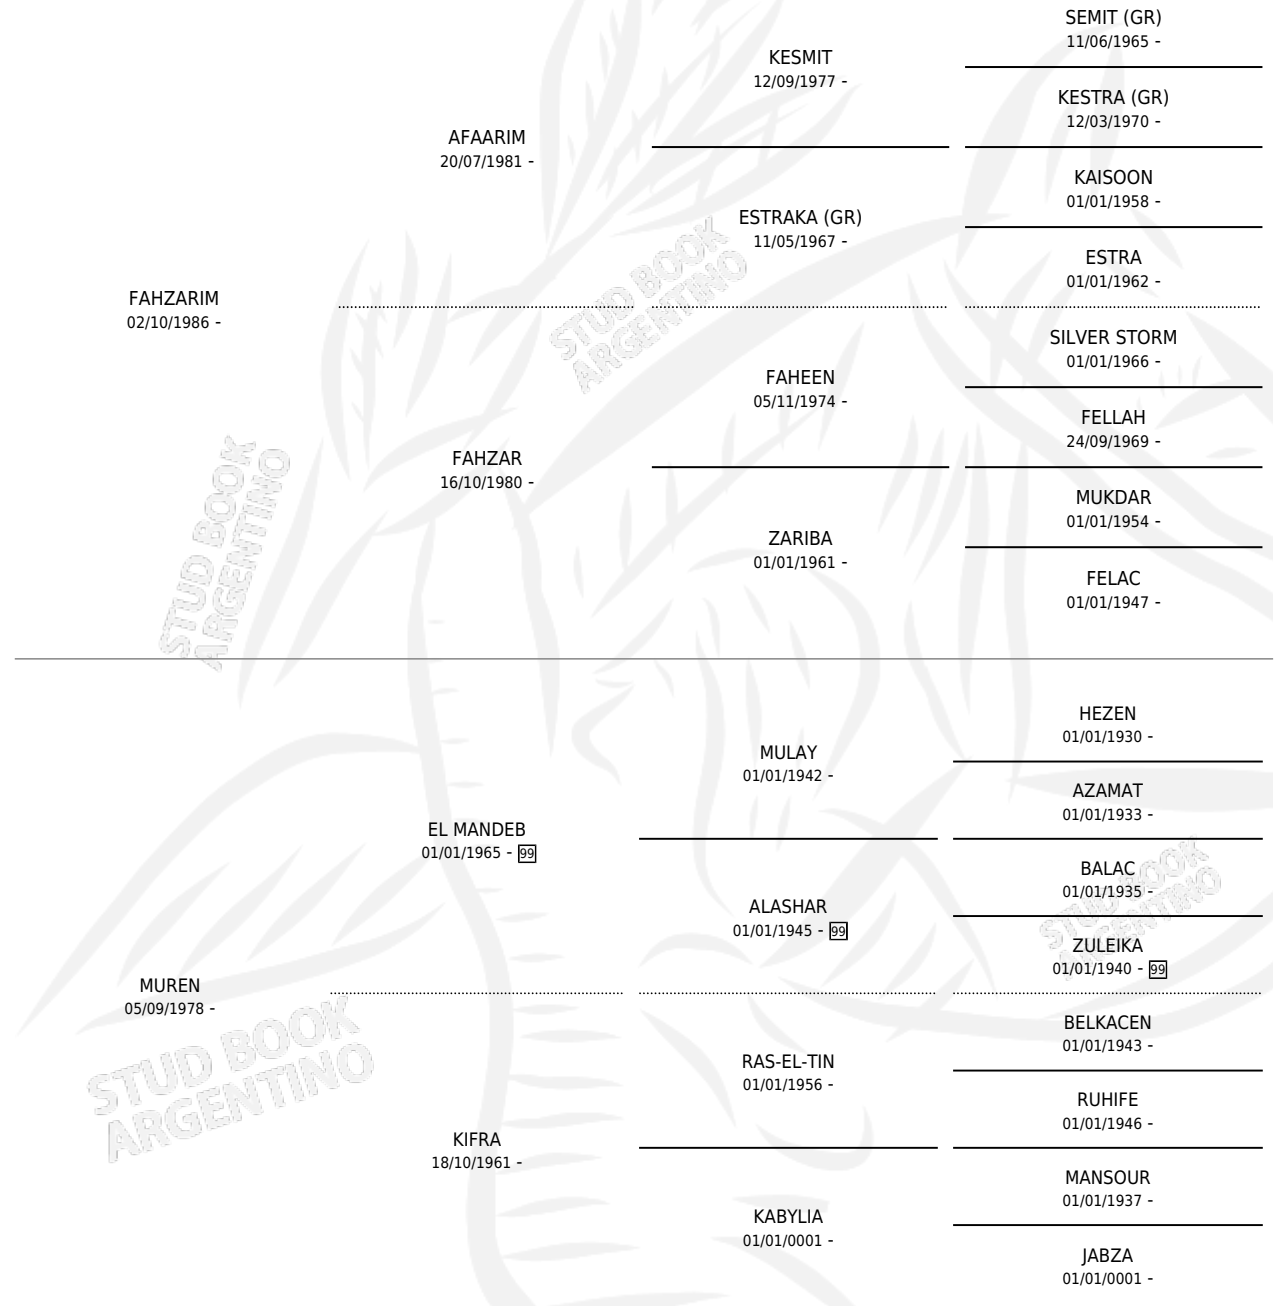 SEMIT (GR)
11/06/1965 -
KESMIT
12/09/1977 -
KESTRA (GR)
12/03/1970 -
AFAARIM
20/07/1981 -
KAISOON
01/01/1958 -
ESTRAKA (GR)
11/05/1967 -
ESTRA
01/01/1962 -
FAHZARIM
02/10/1986 -
STUD BOOK
ARGENTINO
SILVER STORM
01/01/1966 -
FAHEEN
05/11/1974 -
FELLAH
24/09/1969 -
FAHZAR
16/10/1980 -
STUD BOOK
ARGENTINO
MUKDAR
01/01/1954 -
ZARIBA
01/01/1961 -
FELAC
01/01/1947 -
HEZEN
01/01/1930 -
MULAY
01/01/1942 -
AZAMAT
01/01/1933 -
EL MANDEB
01/01/1965 - 99
BALAC
01/01/1935 -
ALASHAR
01/01/1945 - 99
STUD BOOK
ARGENTINO
ZULEIKA
01/01/1940 - 99
MUREN
05/09/1978 -
BELKACEN
01/01/1943 -
STUD BOOK
ARGENTINO
RAS-EL-TIN
01/01/1956 -
RUHIFE
01/01/1946 -
KIFRA
18/10/1961 -
MANSOUR
01/01/1937 -
KABYLIA
01/01/0001 -
JABZA
01/01/0001 -